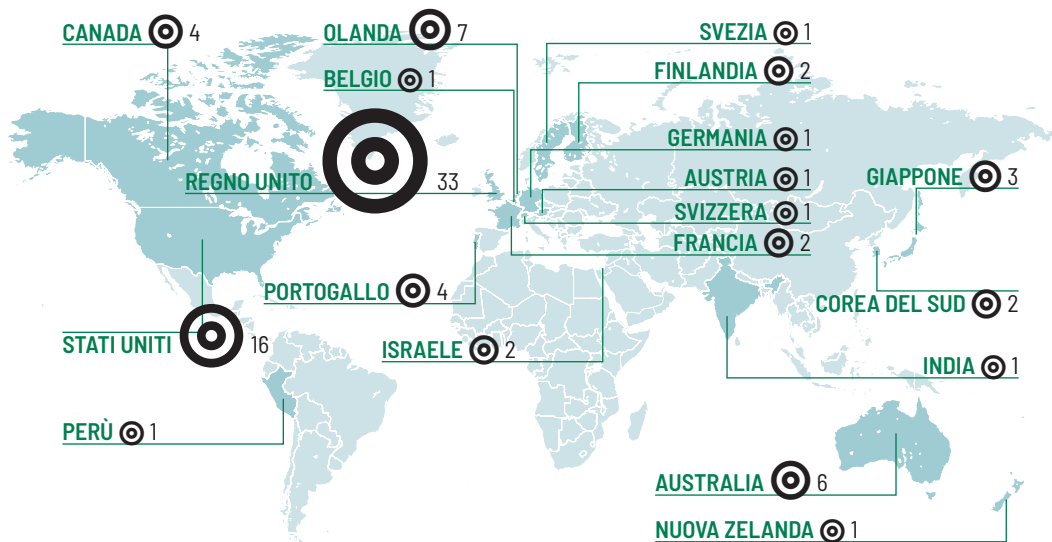 CANADA 4
OLANDA 7
SVEZIA 1
BELGIO 1
FINLANDIA 2
GERMANIA 1
REGNO UNITO 33
AUSTRIA 1
GIAPPONE 3
SVIZZERA 1
FRANCIA 2
PORTOGALLO 4
COREA DEL SUD 2
STATI UNITI 16
ISRAELE 2
INDIA 1
PERÙ 1
AUSTRALIA 6
NUOVA ZELANDA 1